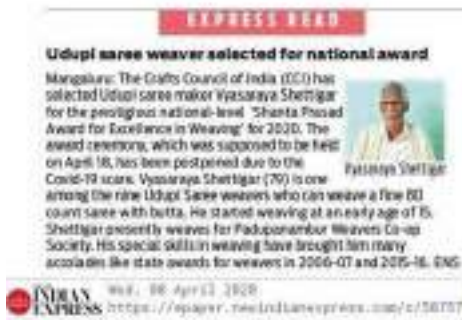 EXPRESS READ
Udupi saree weaver selected for national award
Mangaluru: The Crafts Council of India (CCI) has
selected Udupi saree maker Vyasaraya Shettigar
for the prestigious national-level 'Shanta Prasad
Award for Excellence in Weaving' for 2020. The
award ceremony, which was supposed to be held
on April 18, has been postponed due to the
Covid-19 scare. Vyasaraya Shettigar (79) is one
among the nine Udupi Saree weavers who can weave a fine 80
count saree with butta. He started weaving at an early age of 15.
Shettigar presently weaves for Padupanambur Weavers Co-op
Society. His special skills in weaving have brought him many
accolades like state awards for weavers in 2006-07 and 2015-16. ENS
Vyasaraya Shettigar
INDIAN
EXPRESS
Wed, 08 April 2020
https://epaper.newindianexpress.com/c/50757